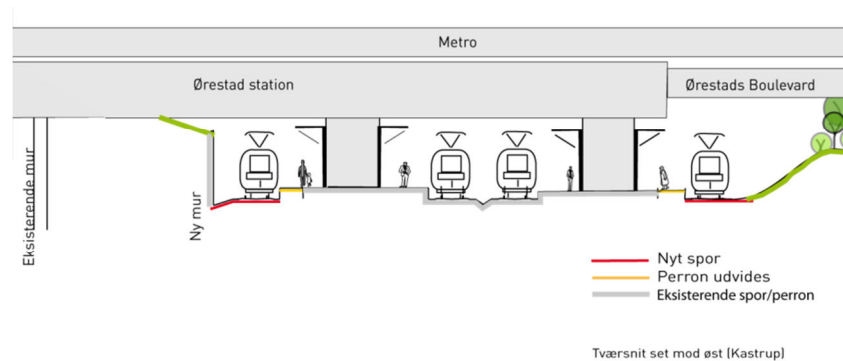 Metro
Ørestad station
Ørestads Boulevard
Eksisterende mur
Ny mur
Nyt spor
Perron udvides
Eksisterende spor/perron
Tværsnit set mod øst (Kastrup)